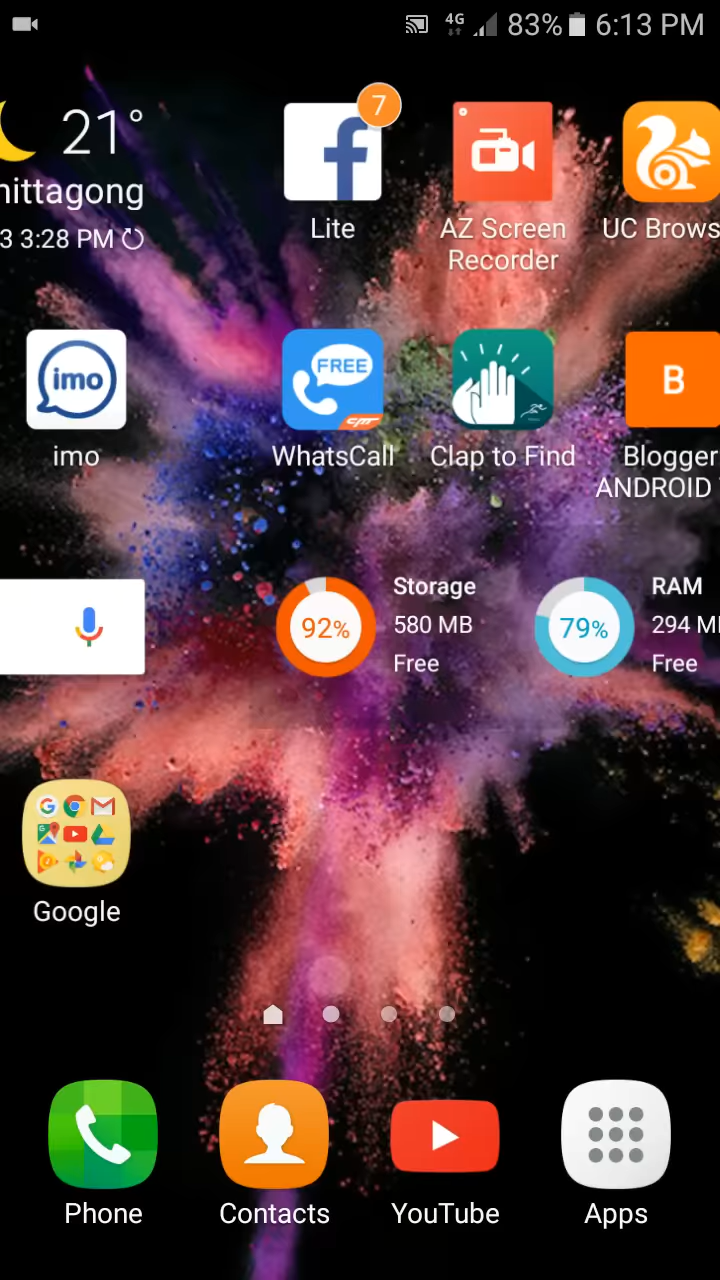 4G 83% 6:13 PM
21°
hittagong
3 3:28 PM
7
Lite
AZ Screen
Recorder
UC Brows
imo
imo
FREE
WhatsCall
Clap to Find
B
Blogger
ANDROID
92%
Storage
580 MB
Free
79%
RAM
294 M
Free
Google
Phone
Contacts
YouTube
Apps